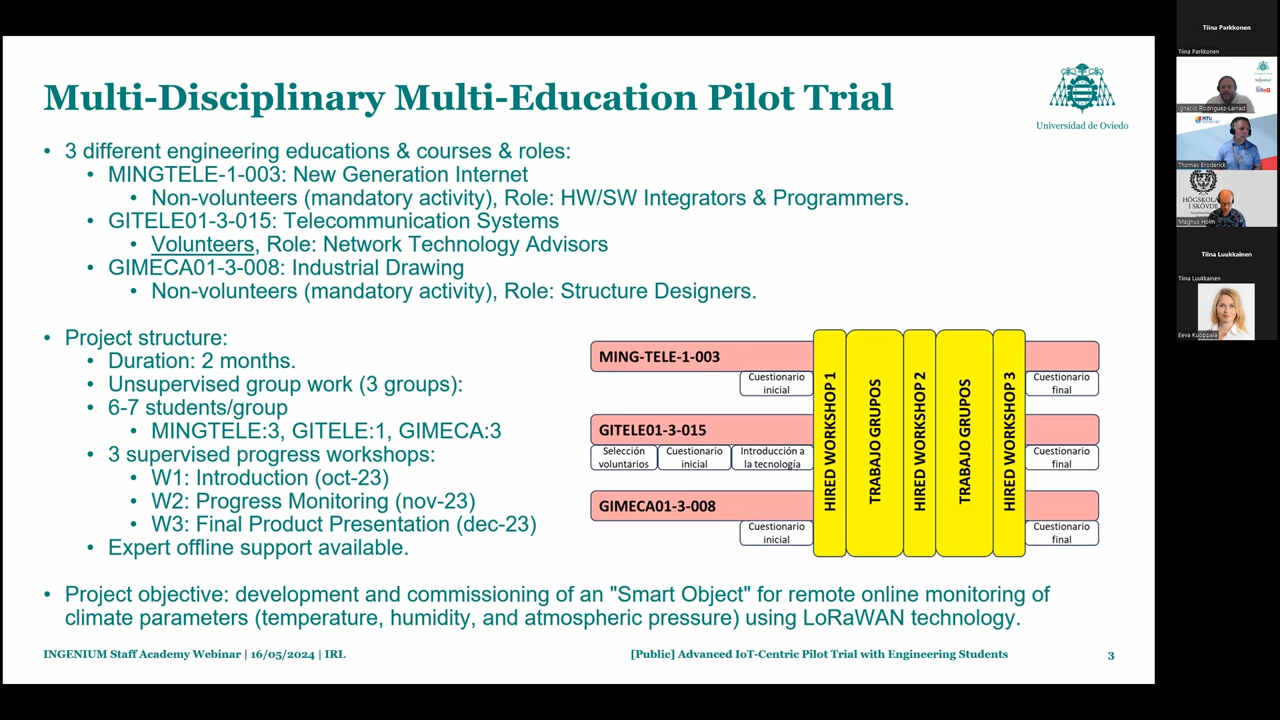 Multi-Disciplinary Multi-Education Pilot Trial
Universidad de Oviedo
• 3 different engineering educations & courses & roles:
• MINGTELE-1-003: New Generation Internet
• Non-volunteers (mandatory activity), Role: HW/SW Integrators & Programmers.
• GITELE01-3-015: Telecommunication Systems
• Volunteers, Role: Network Technology Advisors
• GIMECA01-3-008: Industrial Drawing
• Non-volunteers (mandatory activity), Role: Structure Designers.
• Project structure:
• Duration: 2 months.
• Unsupervised group work (3 groups):
• 6-7 students/group
• MINGTELE:3, GITELE:1, GIMECA:3
• 3 supervised progress workshops:
• W1: Introduction (oct-23)
• W2: Progress Monitoring (nov-23)
• W3: Final Product Presentation (dec-23)
• Expert offline support available.
MING-TELE-1-003
Cuestionario
inicial
Cuestionario
final
GITELE01-3-015
Selección
voluntarios
Cuestionario
inicial
Introducción a
la tecnología
Cuestionario
final
GIMECA01-3-008
Cuestionario
inicial
Cuestionario
final
HIRED WORKSHOP 1
TRABAJO GRUPOS
HIRED WORKSHOP 2
TRABAJO GRUPOS
HIRED WORKSHOP 3
• Project objective: development and commissioning of an "Smart Object" for remote online monitoring of
climate parameters (temperature, humidity, and atmospheric pressure) using LoRaWAN technology.
INGENIUM Staff Academy Webinar | 16/05/2024 | IRL
[Public] Advanced IoT-Centric Pilot Trial with Engineering Students
3
Tiina Parkkonen
Tiina Parkkonen
Ignacio Rodriguez-Larrad
MTU
Thomas Broderick
HÖGSKOLAN
I SKÖVDE
Magnus Holm
Tiina Luukkainen
Tiina Luukkainen
Eeva Kuoppala